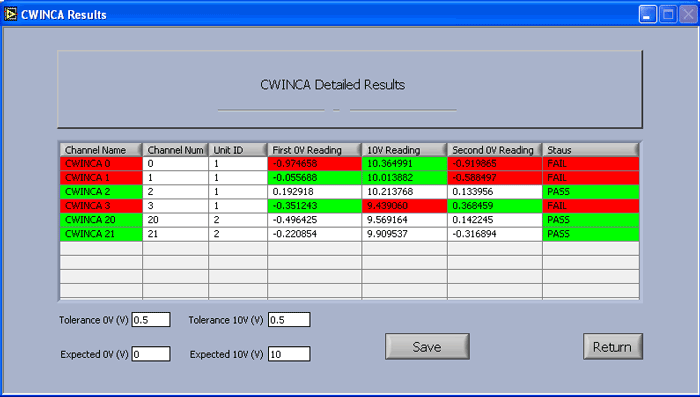 CWINCA Results
CWINCA Detailed Results
Channel Name Channel Num Unit ID First 0V Reading 10V Reading Second 0V Reading Staus
CWINCA 0 0 1 -0.974658 10.364991 -0.919865 FAIL
CWINCA 1 1 1 -0.055688 10.013882 -0.588497 FAIL
CWINCA 2 2 1 0.192918 10.213768 0.133956 PASS
CWINCA 3 3 1 -0.351243 9.439060 0.368459 FAIL
CWINCA 20 20 2 -0.496425 9.569164 0.142245 PASS
CWINCA 21 21 2 -0.220854 9.909537 -0.316894 PASS
Tolerance 0V (V) 0.5 Tolerance 10V (V) 0.5
Expected 0V (V) 0 Expected 10V (V) 10
Save Return